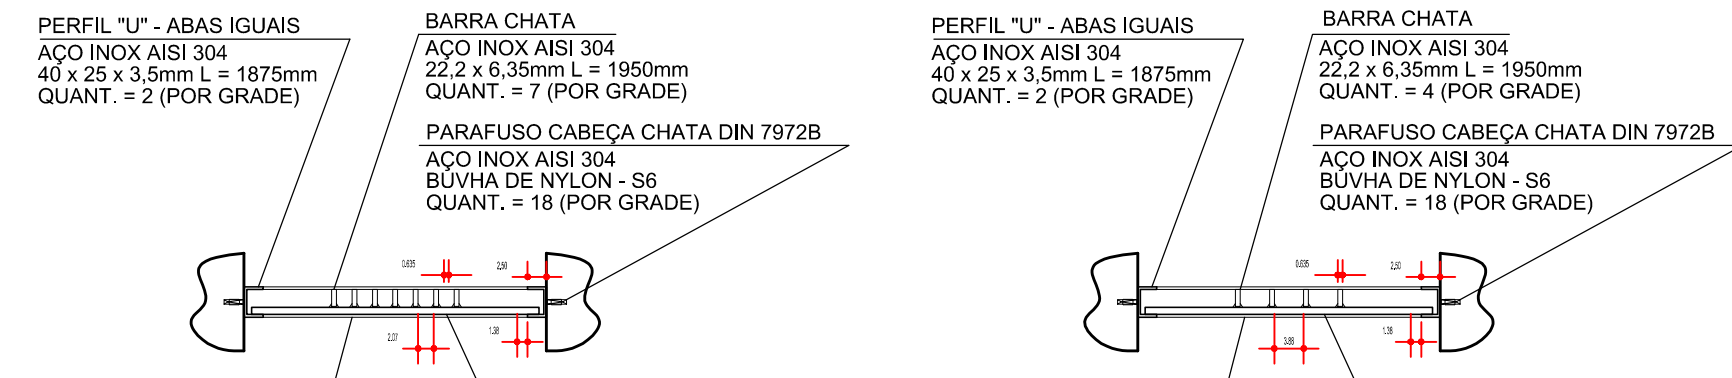 PERFIL "U" - ABAS IGUAIS
AÇO INOX AISI 304
40 x 25 x 3,5mm L = 1875mm
QUANT. = 2 (POR GRADE)
BARRA CHATA
AÇO INOX AISI 304
22,2 x 6,35mm L = 1950mm
QUANT. = 7 (POR GRADE)
PARAFUSO CABEÇA CHATA DIN 7972B
AÇO INOX AISI 304
BUVHA DE NYLON - S6
QUANT. = 18 (POR GRADE)
0.635
2,50
2.07
1.38
PERFIL "U" - ABAS IGUAIS
AÇO INOX AISI 304
40 x 25 x 3,5mm L = 1875mm
QUANT. = 2 (POR GRADE)
BARRA CHATA
AÇO INOX AISI 304
22,2 x 6,35mm L = 1950mm
QUANT. = 4 (POR GRADE)
PARAFUSO CABEÇA CHATA DIN 7972B
AÇO INOX AISI 304
BUVHA DE NYLON - S6
QUANT. = 18 (POR GRADE)
0.635
2,50
3.88
1.38